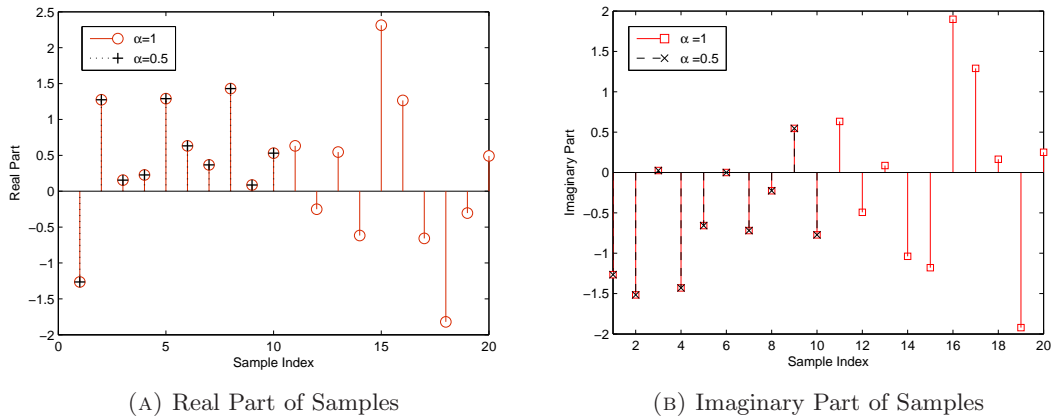 2.5
2
1.5
1
0.5
0
−0.5
−1
−1.5
−2
Real Part
α=1
α=0.5
0 5 10 15 20
Sample Index
(A) Real Part of Samples
2
1.5
1
0.5
0
−0.5
−1
−1.5
−2
Imaginary Part
α=1
α=0.5
2 4 6 8 10 12 14 16 18 20
Sample Index
(B) Imaginary Part of Samples